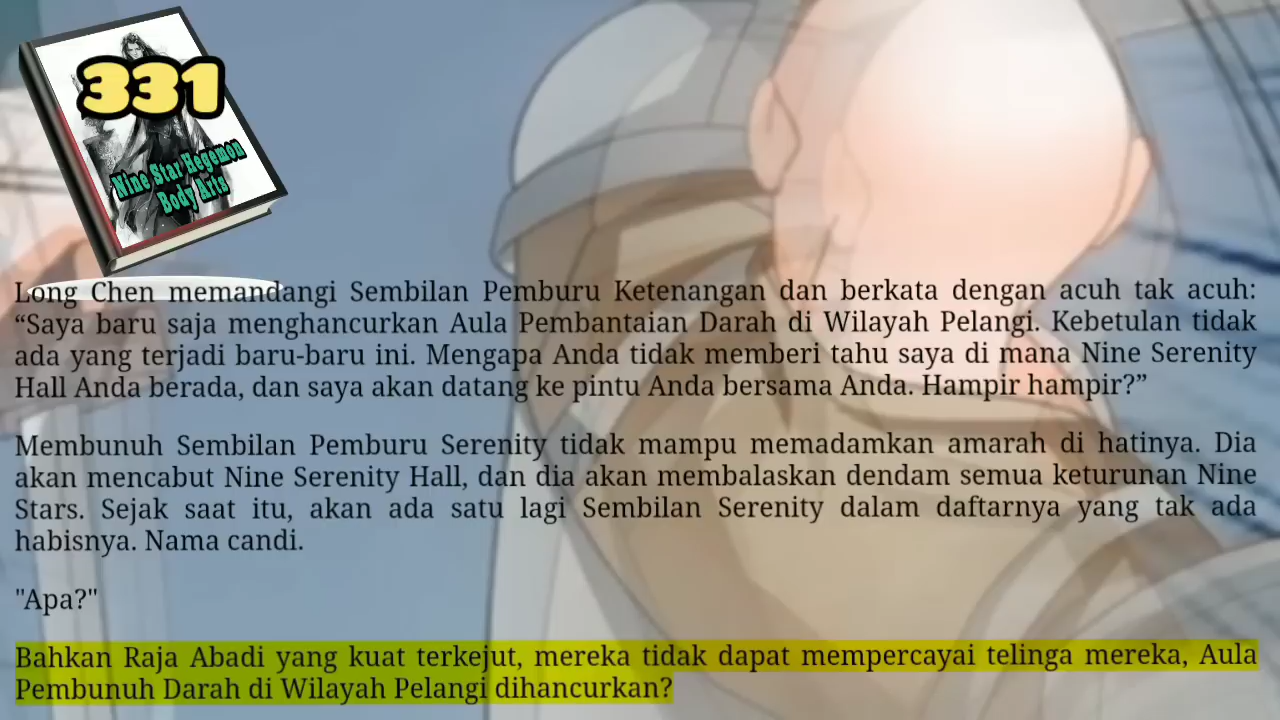 331
Nine Star Hegemon
Body Arts
Long Chen memandangi Sembilan Pemburu Ketenangan dan berkata dengan acuh tak acuh:
“Saya baru saja menghancurkan Aula Pembantaian Darah di Wilayah Pelangi. Kebetulan tidak
ada yang terjadi baru-baru ini. Mengapa Anda tidak memberi tahu saya di mana Nine Serenity
Hall Anda berada, dan saya akan datang ke pintu Anda bersama Anda. Hampir hampir?”
Membunuh Sembilan Pemburu Serenity tidak mampu memadamkan amarah di hatinya. Dia
akan mencabut Nine Serenity Hall, dan dia akan membalaskan dendam semua keturunan Nine
Stars. Sejak saat itu, akan ada satu lagi Sembilan Serenity dalam daftarnya yang tak ada
habisnya. Nama candi.
"Apa?"
Bahkan Raja Abadi yang kuat terkejut, mereka tidak dapat mempercayai telinga mereka, Aula
Pembunuh Darah di Wilayah Pelangi dihancurkan?